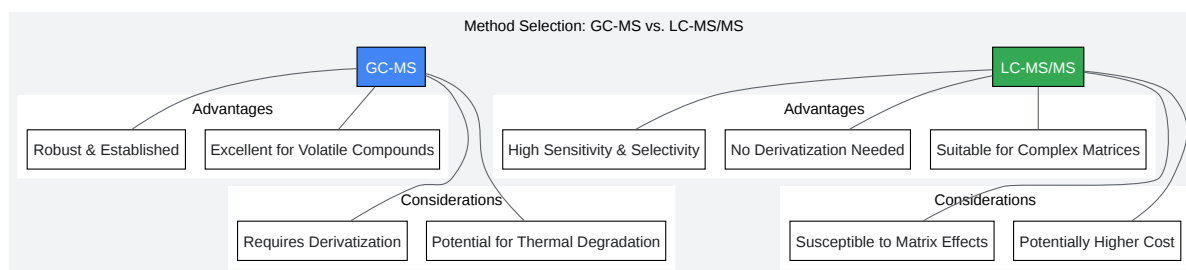 Method Selection: GC-MS vs. LC-MS/MS
GC-MS
LC-MS/MS
Advantages
Robust & Established
Excellent for Volatile Compounds
Advantages
High Sensitivity & Selectivity
No Derivatization Needed
Suitable for Complex Matrices
Considerations
Requires Derivatization
Potential for Thermal Degradation
Considerations
Susceptible to Matrix Effects
Potentially Higher Cost